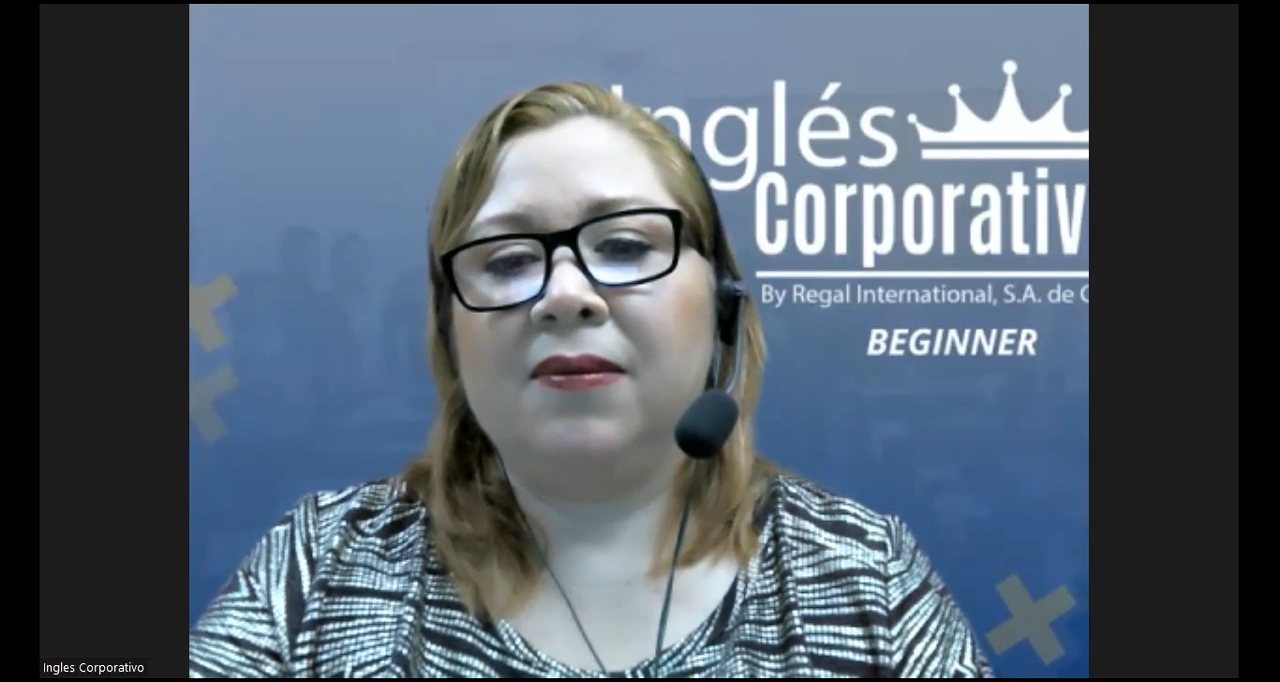 Inglés
Corporativ
By Regal International, S.A. de C
BEGINNER
Ingles Corporativo